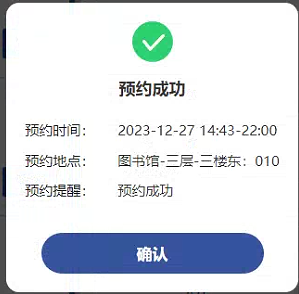 预约成功
预约时间： 2023-12-27 14:43-22:00
预约地点： 图书馆-三层-三楼东：010
预约提醒： 预约成功
确认